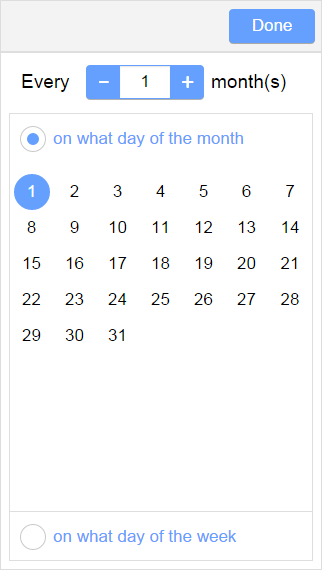 Done
Every − 1 + month(s)
on what day of the month
1 2 3 4 5 6 7
8 9 10 11 12 13 14
15 16 17 18 19 20 21
22 23 24 25 26 27 28
29 30 31
on what day of the week